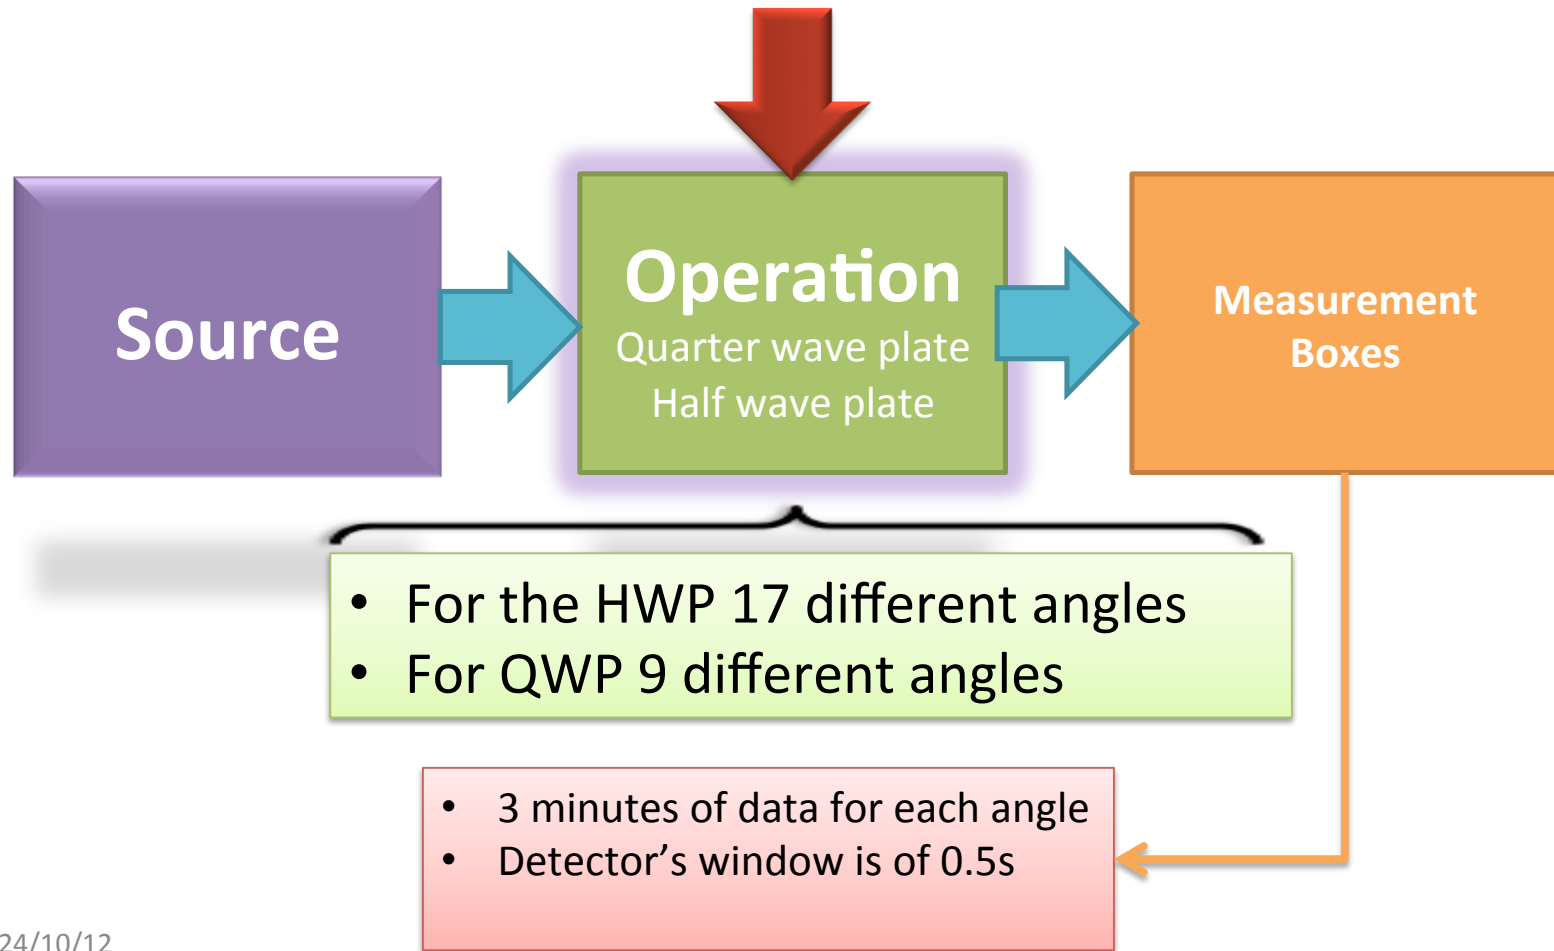 Source
Operation
Quarter wave plate
Half wave plate
Measurement
Boxes
• For the HWP 17 different angles
• For QWP 9 different angles
• 3 minutes of data for each angle
• Detector’s window is of 0.5s
24/10/12